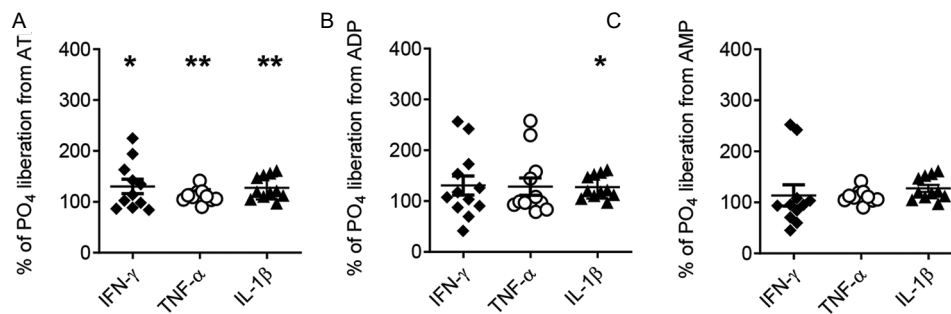 A
% of PO4 liberation from AT
400
300
200
100
0
* ** **
IFN-γ
TNF-α
IL-1β
B
% of PO4 liberation from ADP
400
300
200
100
0
*
IFN-γ
TNF-α
IL-1β
C
% of PO4 liberation from AMP
400
300
200
100
0
IFN-γ
TNF-α
IL-1β